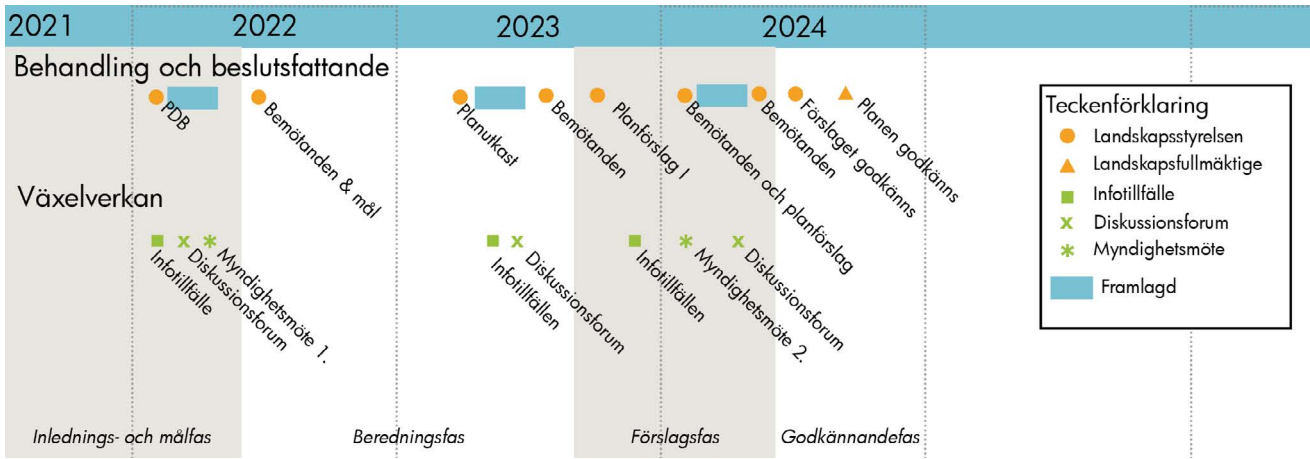 2021
2022
2023
2024
Behandling och beslutsfattande
PDB
Bemötanden & mål
Planutkast
Bemötanden
Planförslag I
Bemötanden och planförslag
Bemötanden
Förslaget godkänns
Planen godkänns
Växelverkan
Infotillfälle
Diskussionsforum
Myndighetsmöte 1.
Infotillfällen
Diskussionsforum
Infotillfällen
Myndighetsmöte 2.
Diskussionsforum
Inlednings- och målfas
Beredningsfas
Förslagsfas
Godkännandefas
Teckenförklaring
Landskapsstyrelsen
Landskapsfullmäktige
Infotillfälle
Diskussionsforum
Myndighetsmöte
Framlagd